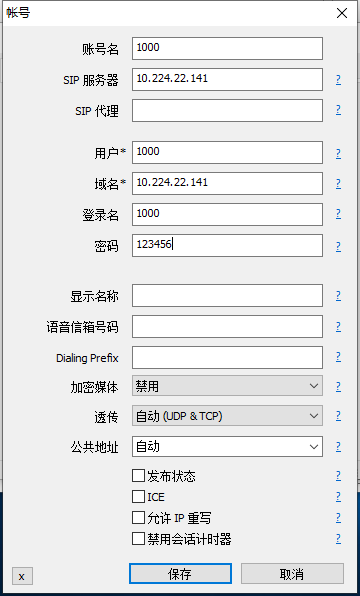 帐号
账号名 1000
SIP 服务器 10.224.22.141 ?
SIP 代理 ?
用户* 1000 ?
域名* 10.224.22.141 ?
登录名 1000 ?
密码 123456 ?
显示名称 ?
语音信箱号码 ?
Dialing Prefix ?
加密媒体 禁用 ?
透传 自动 (UDP & TCP) ?
公共地址 自动 ?
发布状态 ?
ICE ?
允许 IP 重写 ?
禁用会话计时器 ?
x 保存 取消